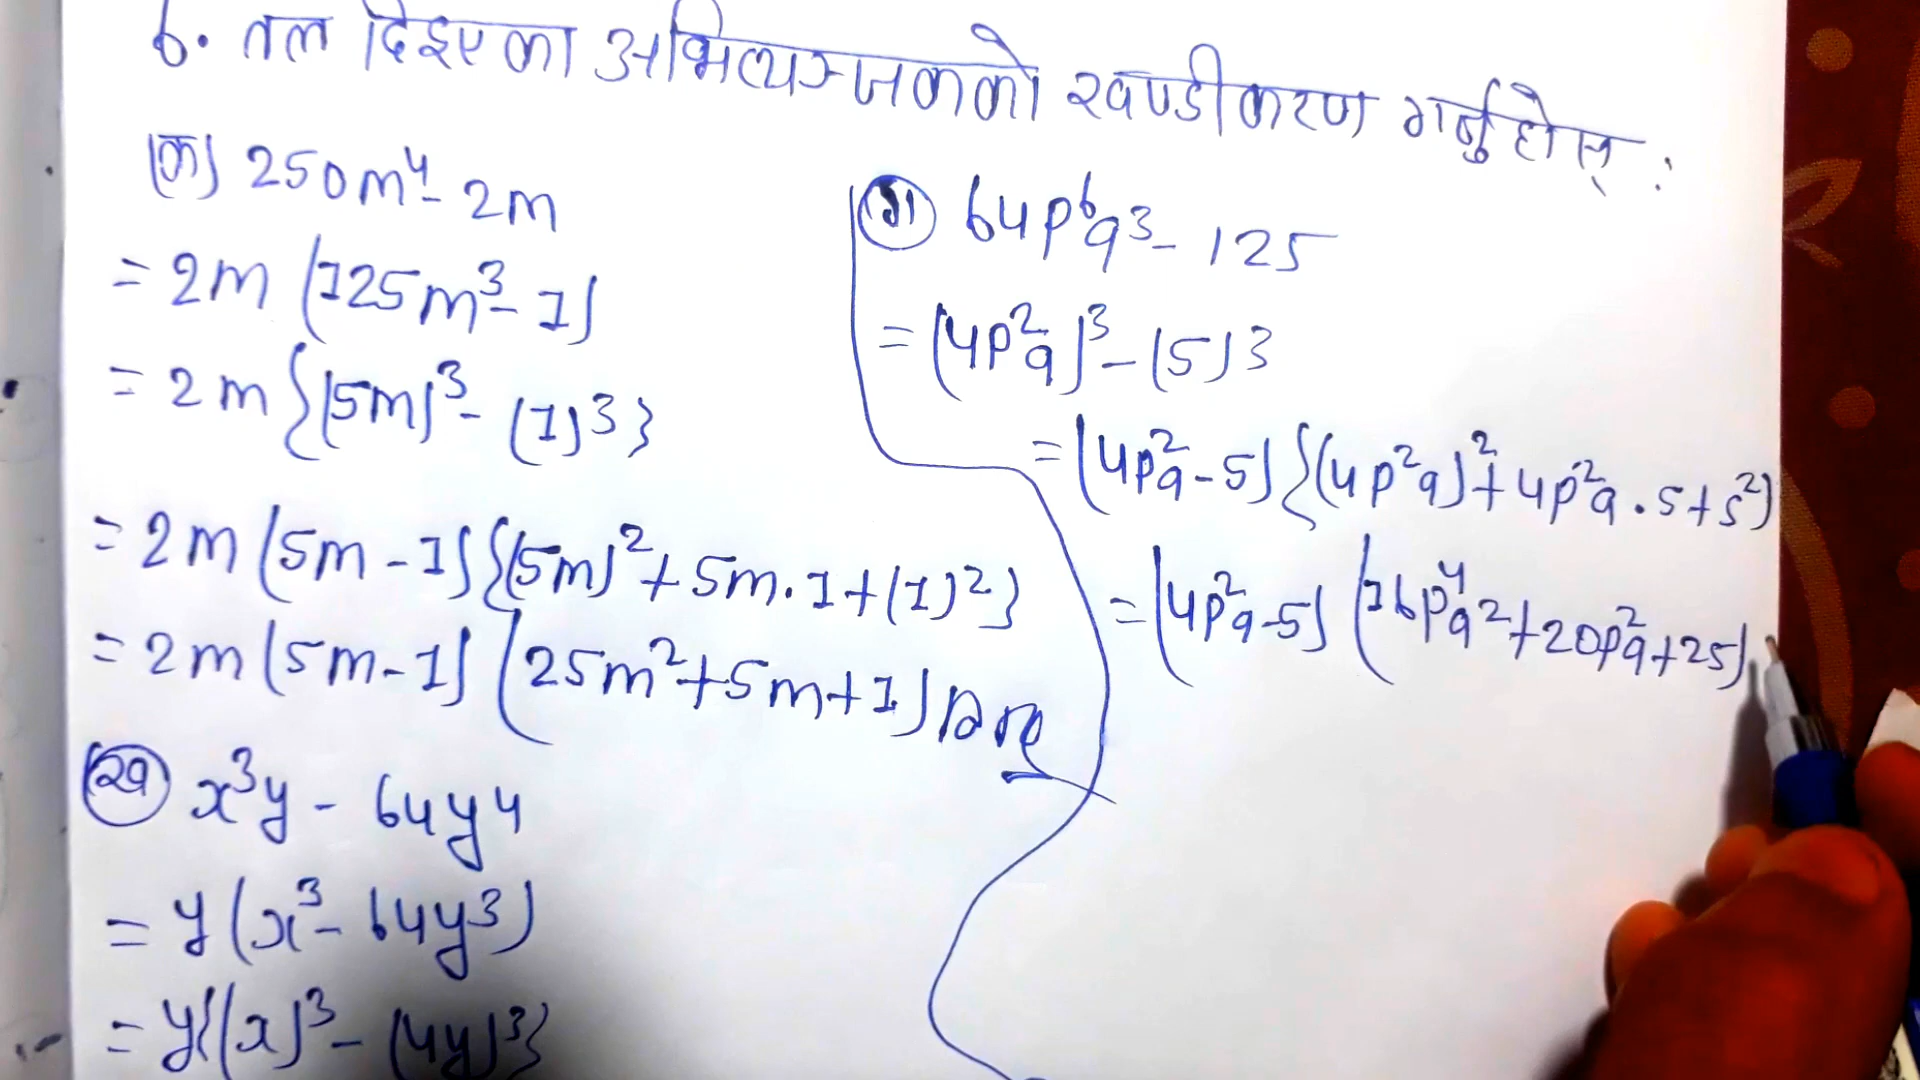 6. तल दिइएका अभिव्यञ्जकको खण्डीकरण गर्नुहोस् :
(क) 250m⁴ - 2m
= 2m (125m³ - 1)
= 2m {(5m)³ - (1)³}
= 2m (5m - 1) {(5m)² + 5m . 1 + (1)²}
= 2m (5m - 1) (25m² + 5m + 1)
(ख) x³y - 64y4
= y (x³ - 64y³)
= y{(x)³ - (4y)³}
(ग) 64p⁶q³ - 125
= (4p²q)³ - (5)3
= (4p²q - 5) {(4p²q)² + 4p²q . 5 + 5²)
= (4p²q - 5) (16p⁴q² + 20p²q + 25)